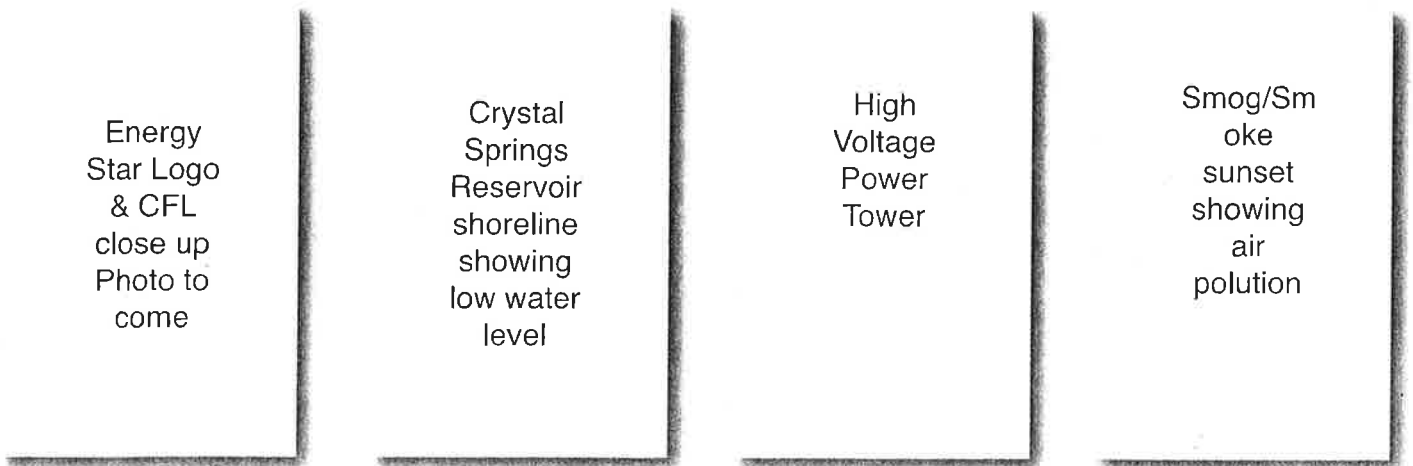 Energy
Star Logo
& CFL
close up
Photo to
come
Crystal
Springs
Reservoir
shoreline
showing
low water
level
High
Voltage
Power
Tower
Smog/Sm
oke
sunset
showing
air
polution